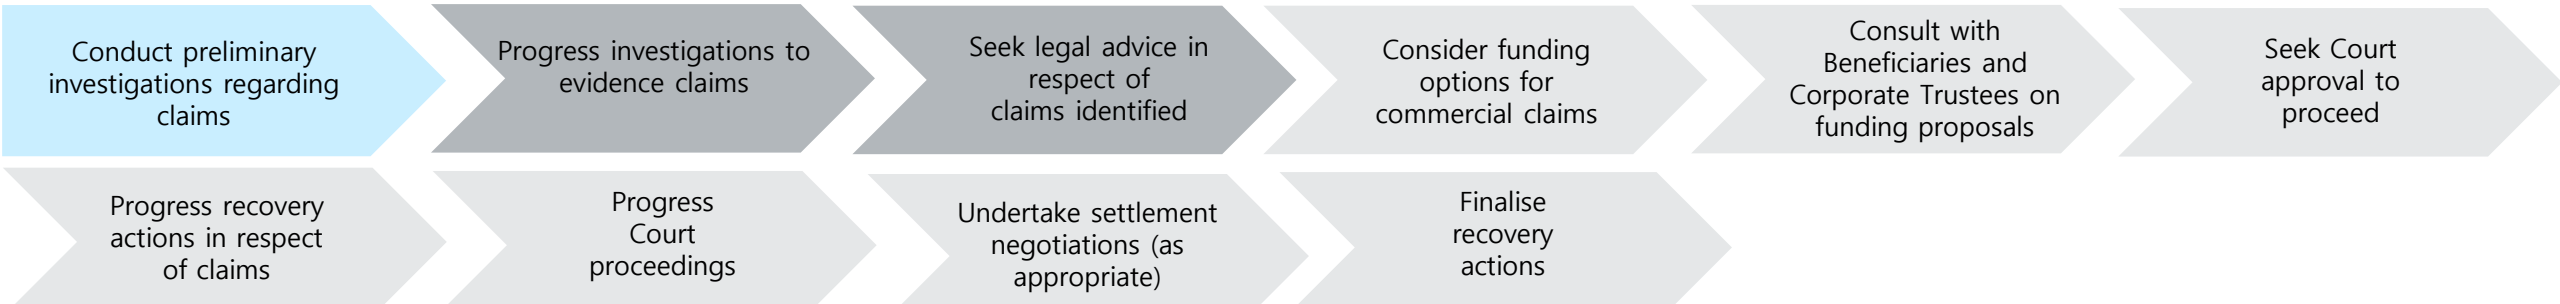 Conduct preliminary
investigations regarding
claims
Progress investigations to
evidence claims
Seek legal advice in
respect of
claims identified
Consider funding
options for
commercial claims
Consult with
Beneficiaries and
Corporate Trustees on
funding proposals
Seek Court
approval to
proceed
Progress recovery
actions in respect
of claims
Progress
Court
proceedings
Undertake settlement
negotiations (as
appropriate)
Finalise
recovery
actions